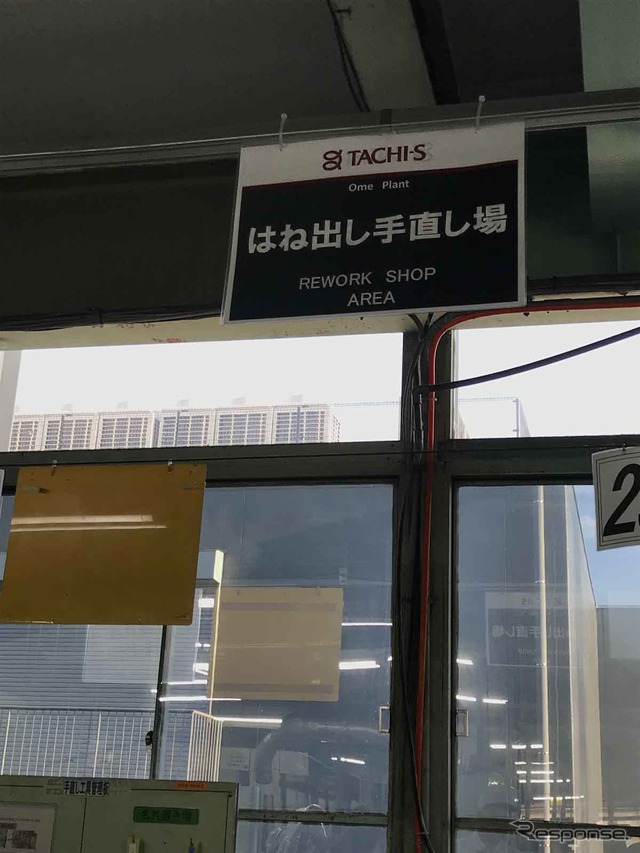 TACHI-S
Ome Plant
はね出し手直し場
REWORK SHOP
AREA
2
手直し工具管理板
Response.